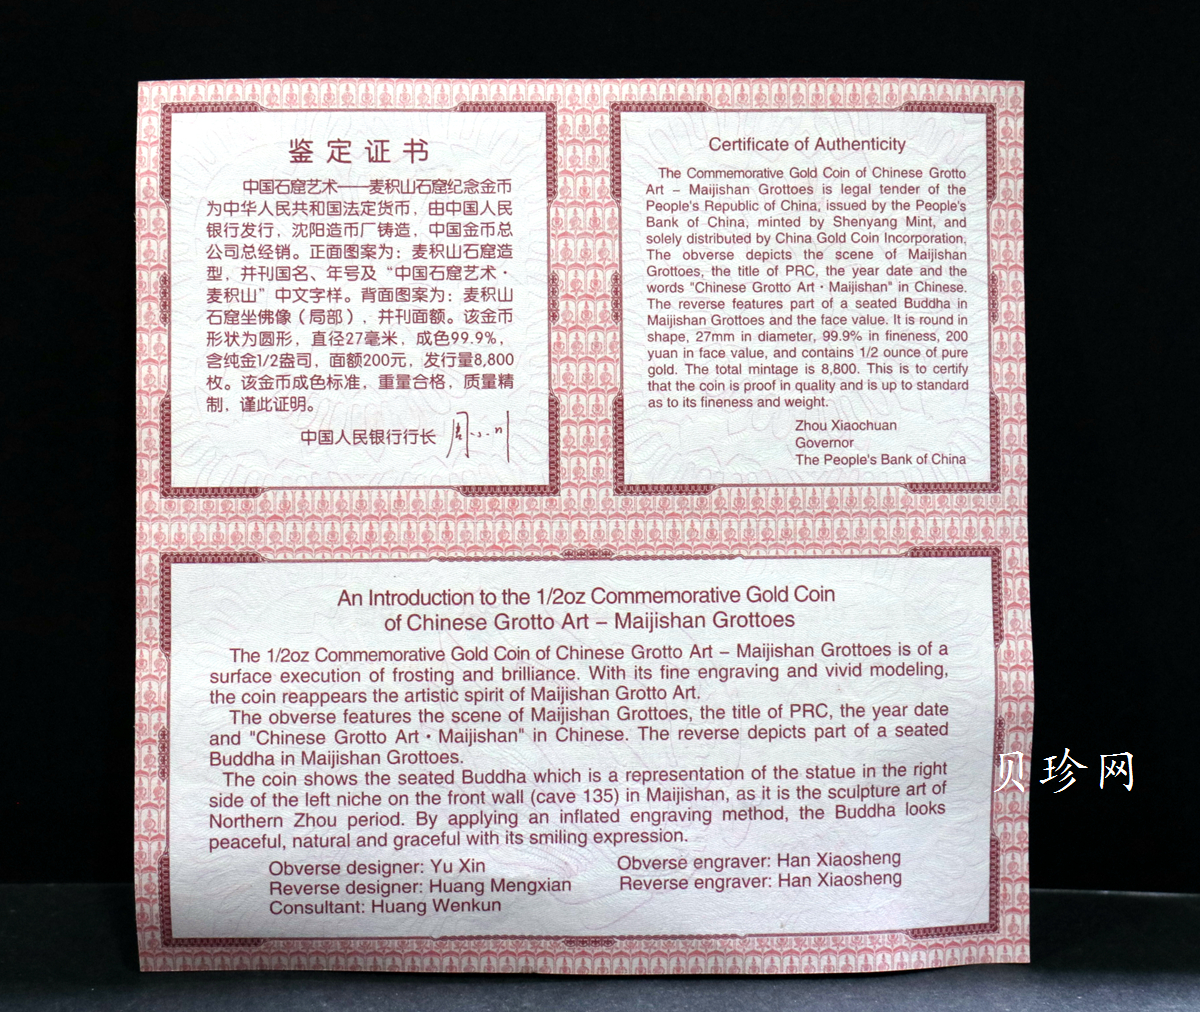 鉴定证书
中国石窟艺术——麦积山石窟纪念金币
为中华人民共和国法定货币，由中国人民
银行发行，沈阳造币厂铸造，中国金币总
公司总经销。正面图案为：麦积山石窟造
型，并刊国名、年号及“中国石窟艺术·
麦积山”中文字样。背面图案为：麦积山
石窟坐佛像（局部），并刊面额。该金币
形状为圆形，直径27毫米，成色99.9%，
含纯金1/2盎司，面额200元，发行量8,800
枚。该金币成色标准，重量合格，质量精
制，谨此证明。
中国人民银行行长 周小川
Certificate of Authenticity
The Commemorative Gold Coin of Chinese Grotto
Art – Maijishan Grottoes is legal tender of the
People's Republic of China, issued by the People's
Bank of China, minted by Shenyang Mint, and
solely distributed by China Gold Coin Incorporation,
The obverse depicts the scene of Maijishan
Grottoes, the title of PRC, the year date and the
words "Chinese Grotto Art · Maijishan" in Chinese.
The reverse features part of a seated Buddha in
Maijishan Grottoes and the face value. It is round in
shape, 27mm in diameter, 99.9% in fineness, 200
yuan in face value, and contains 1/2 ounce of pure
gold. The total mintage is 8,800. This is to certify
that the coin is proof in quality and is up to standard
as to its fineness and weight.
Zhou Xiaochuan
Governor
The People's Bank of China
An Introduction to the 1/2oz Commemorative Gold Coin
of Chinese Grotto Art – Maijishan Grottoes
The 1/2oz Commemorative Gold Coin of Chinese Grotto Art – Maijishan Grottoes is of a
surface execution of frosting and brilliance. With its fine engraving and vivid modeling,
the coin reappears the artistic spirit of Maijishan Grotto Art.
The obverse features the scene of Maijishan Grottoes, the title of PRC, the year date
and "Chinese Grotto Art · Maijishan" in Chinese. The reverse depicts part of a seated
Buddha in Maijishan Grottoes.
The coin shows the seated Buddha which is a representation of the statue in the right
side of the left niche on the front wall (cave 135) in Maijishan, as it is the sculpture art of
Northern Zhou period. By applying an inflated engraving method, the Buddha looks
peaceful, natural and graceful with its smiling expression.
Obverse designer: Yu Xin
Obverse engraver: Han Xiaosheng
Reverse designer: Huang Mengxian
Reverse engraver: Han Xiaosheng
Consultant: Huang Wenkun
贝珍网